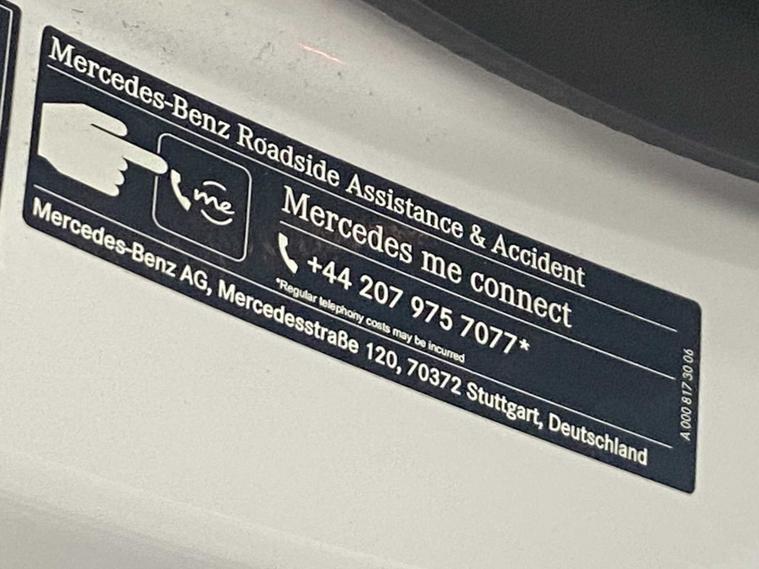 Mercedes-Benz Roadside Assistance & Accident
me
Mercedes me connect
+44 207 975 7077*
*Regular telephony costs may be incurred
Mercedes-Benz AG, Mercedesstraße 120, 70372 Stuttgart, Deutschland
A 000 817 30 06